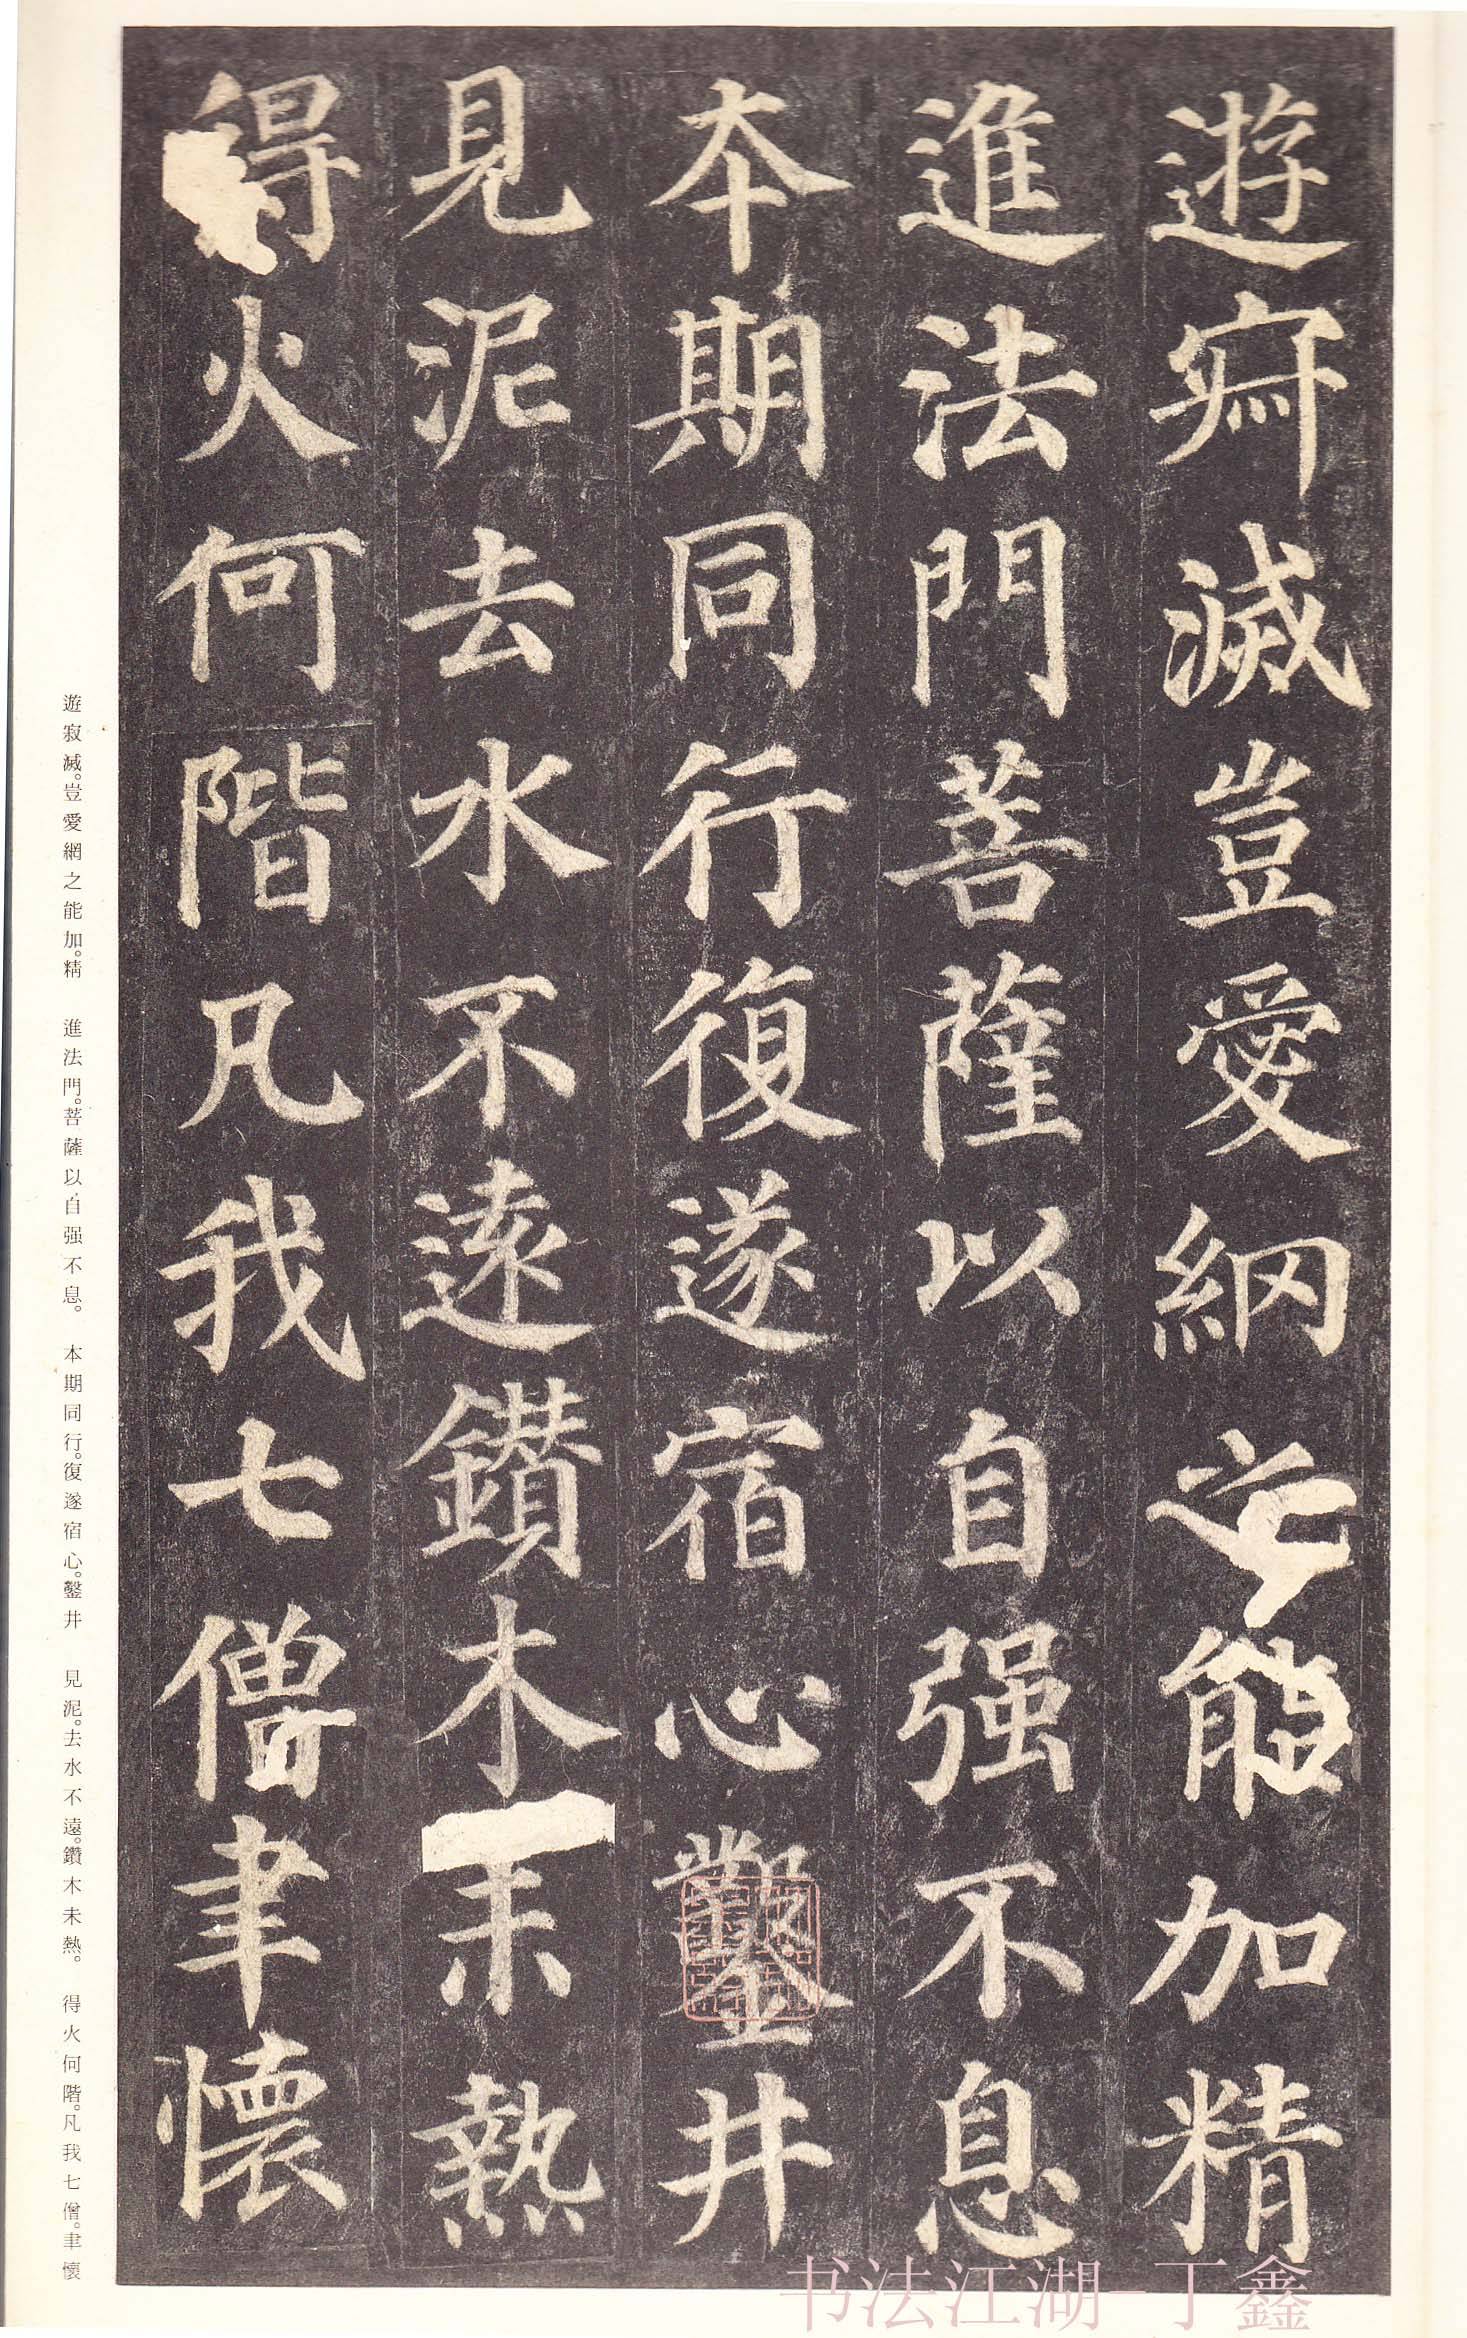 遊㝛滅豈愛網之能加精
進法門菩薩以自强不息
本期同行復遂宿心鑿井
見泥去水不遠鑽木未熱
得火何階凡我七僧聿懷
遊寂滅。豈愛網之能加。精 進法門。菩薩以自强不息。 本期同行。復遂宿心。鑿井 見泥。去水不遠。鑽木未熱。 得火何階。凡我七僧。聿懷
书法江湖-丁鑫